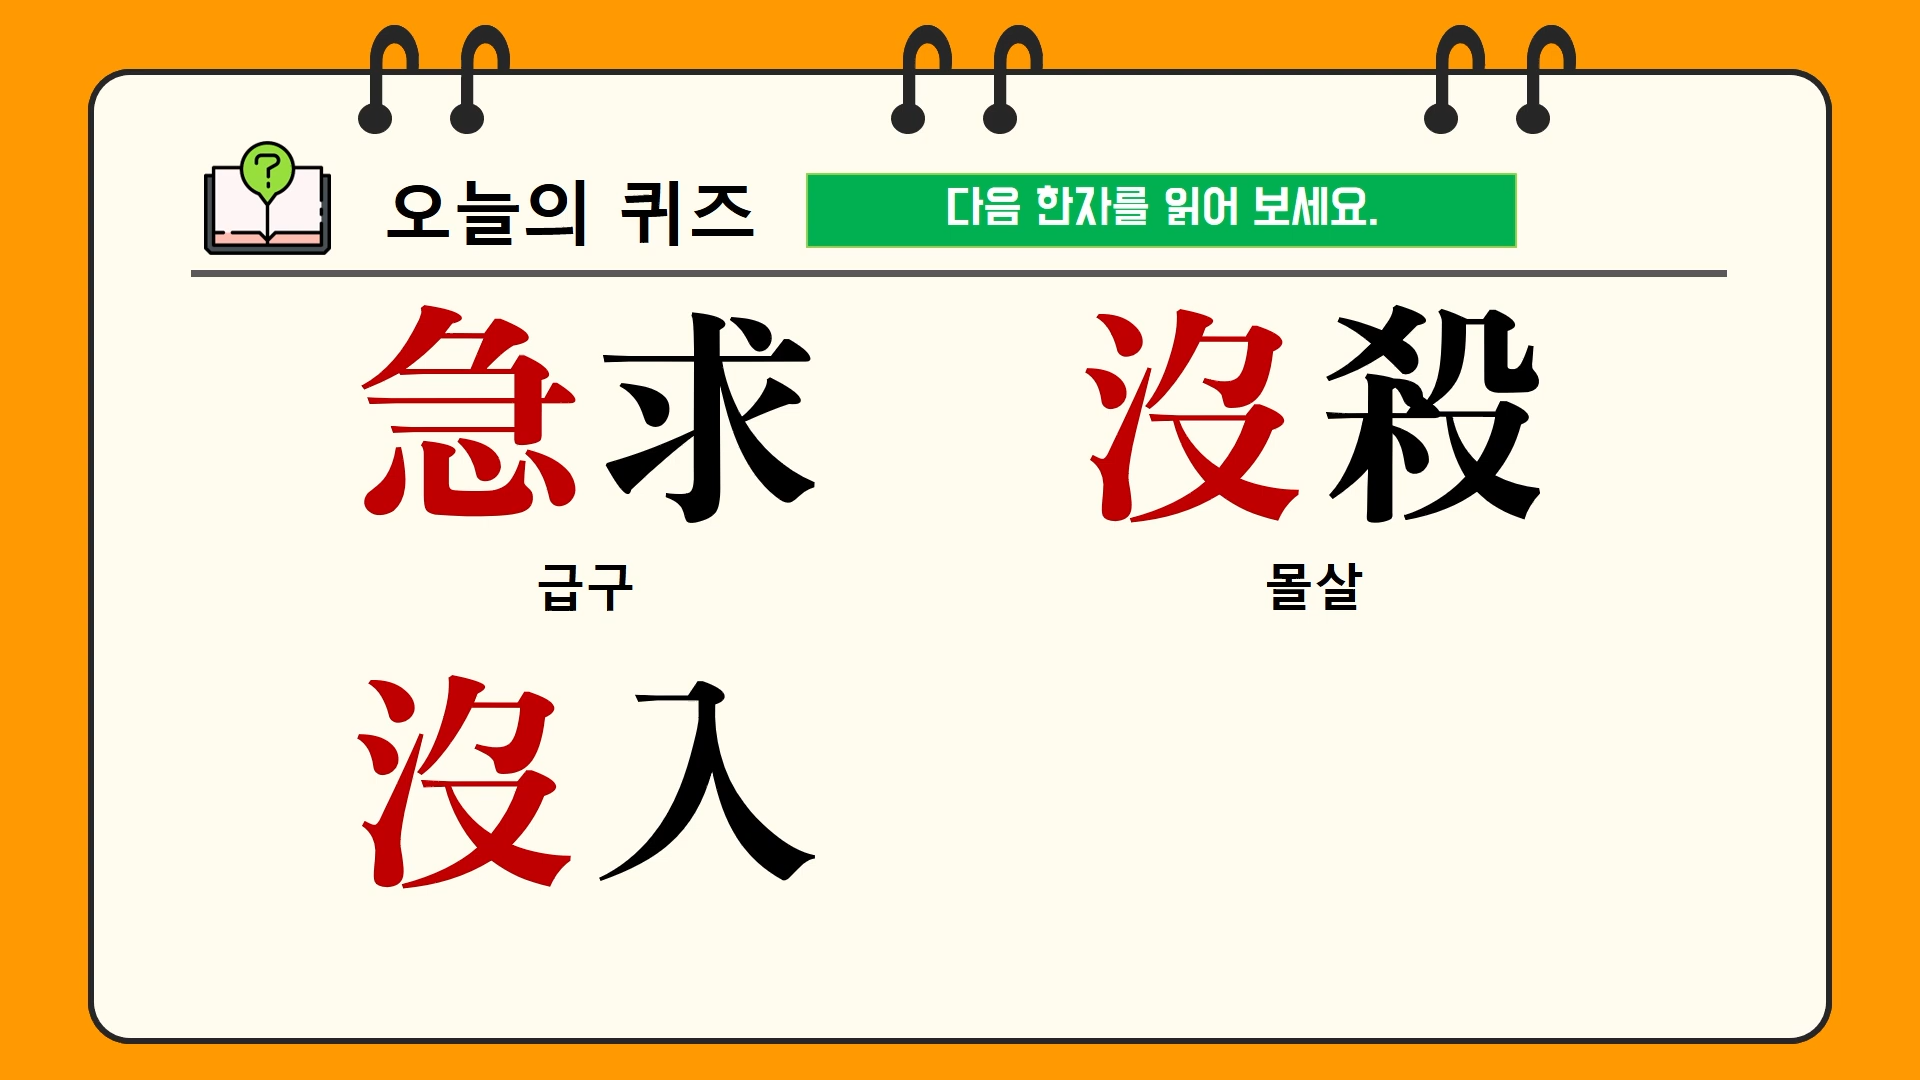 오늘의 퀴즈
다음 한자를 읽어 보세요.
急求 沒殺
급구 몰살
沒入